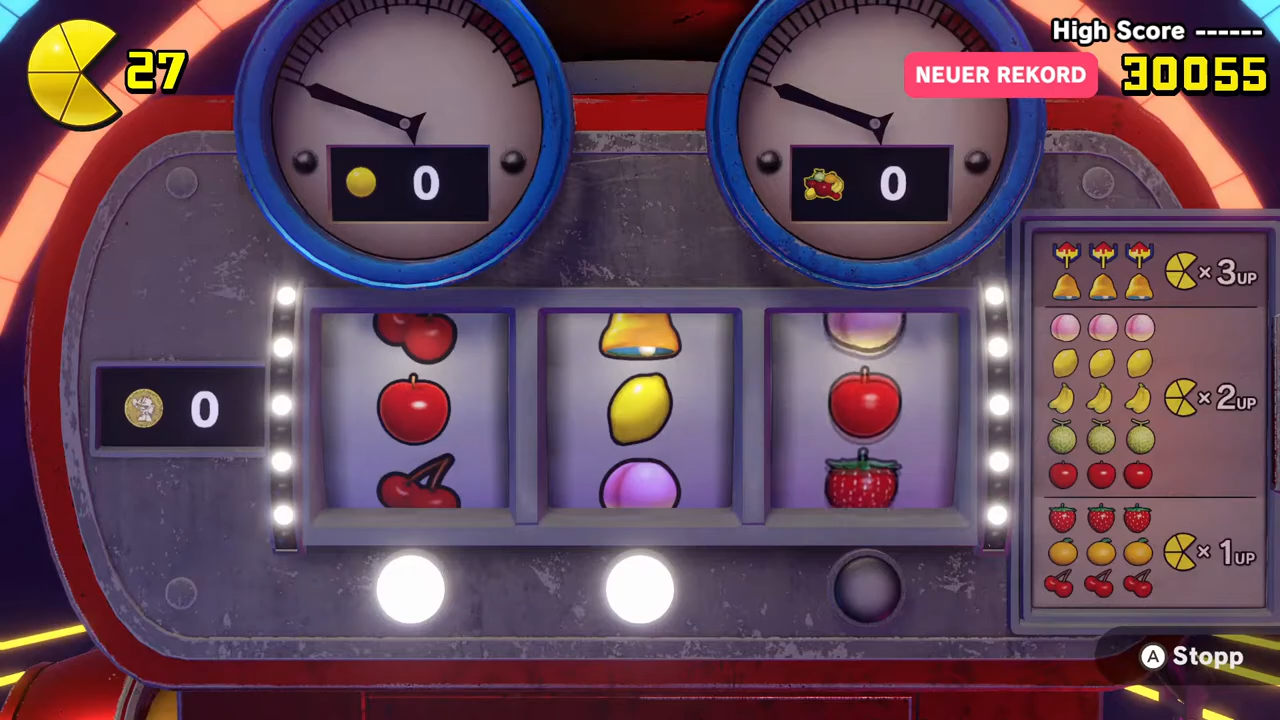 27
High Score ------
NEUER REKORD
30055
0
0
0
× 3UP
× 2UP
× 1UP
A Stopp